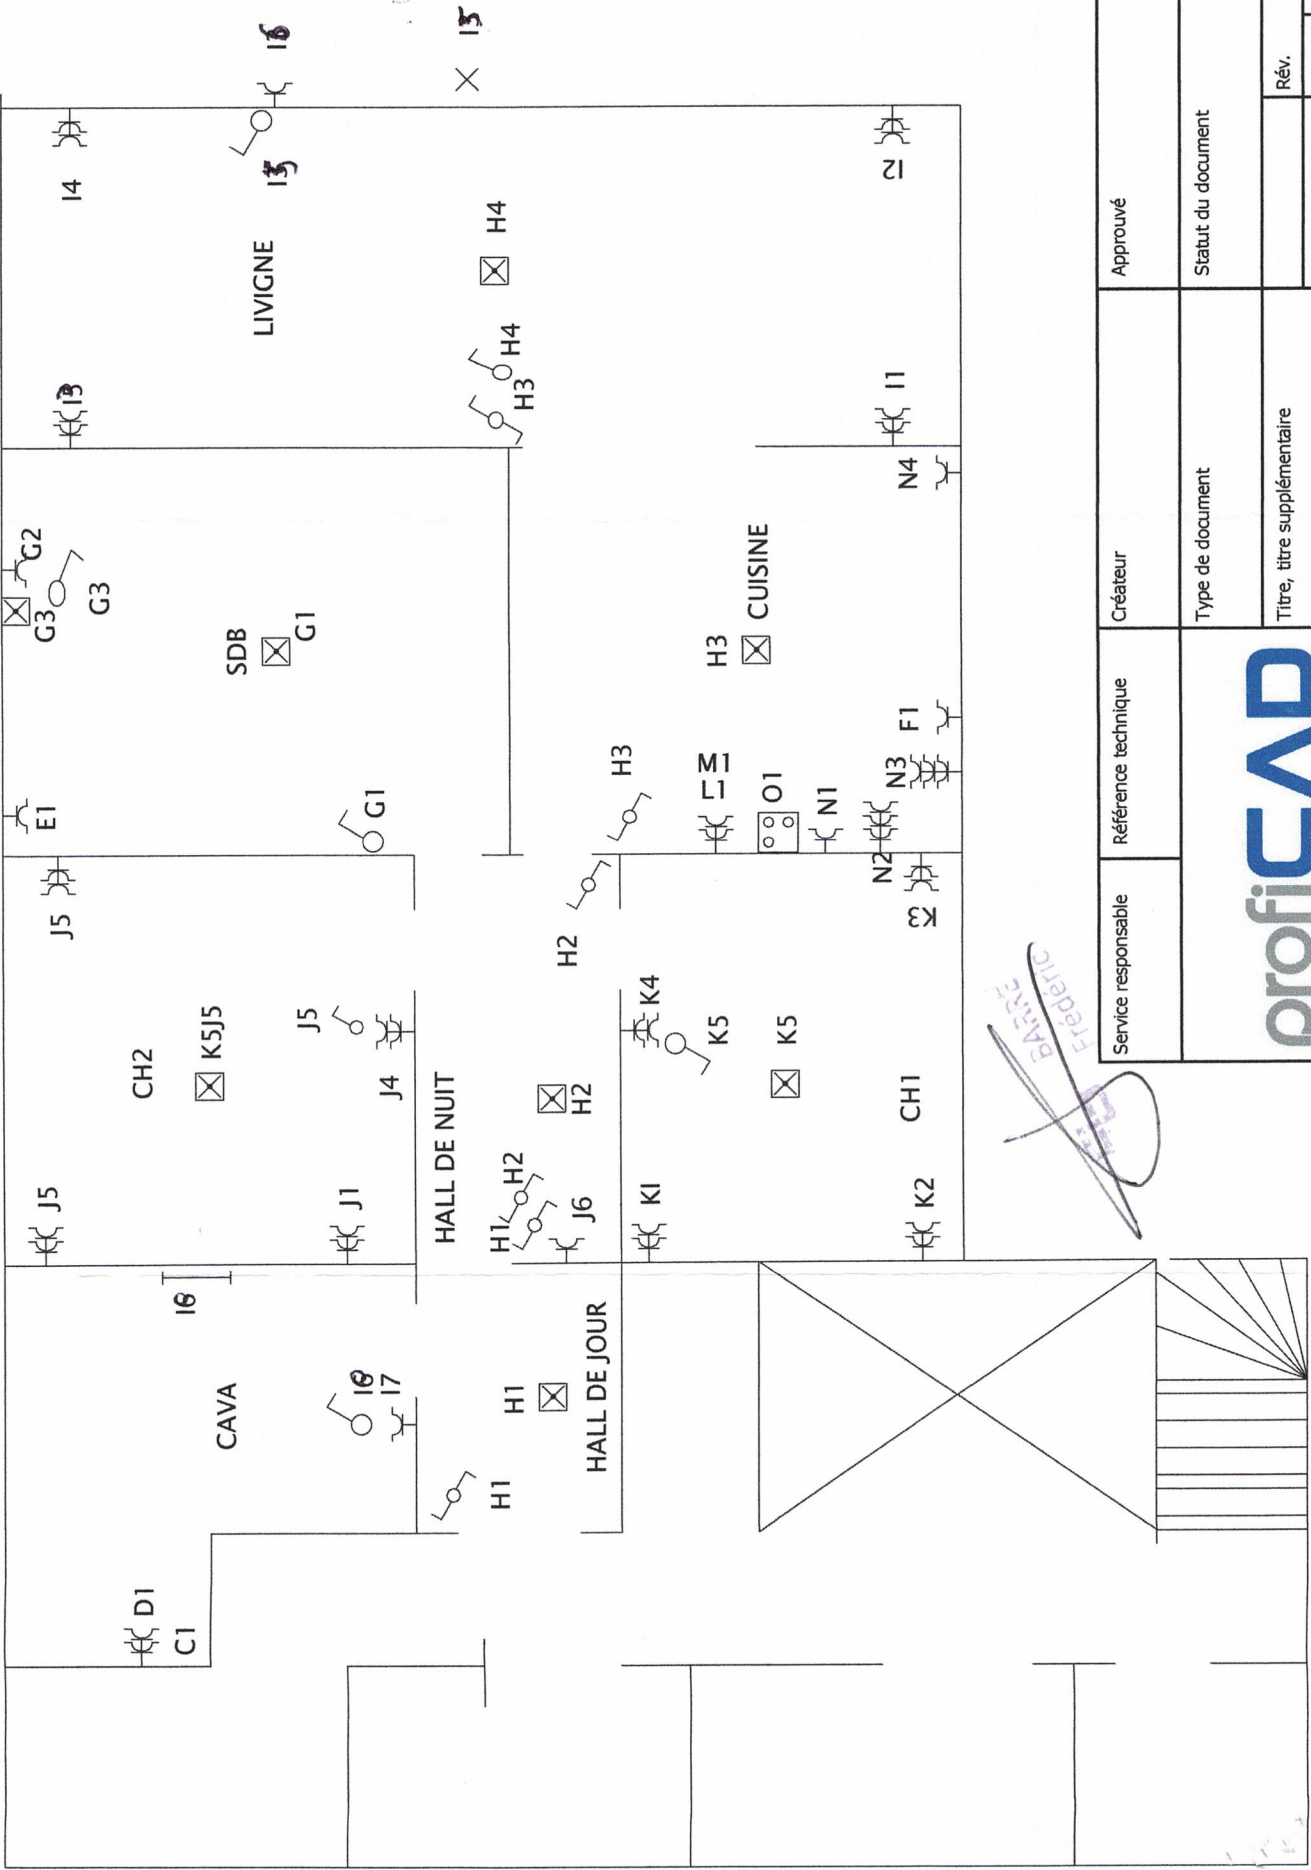 I6
I5
I4
I5
LIVIGNE
H4
H4
H3
I3
I2
I1
G2
G3
G3
SDB
G1
E1
G1
N4
CUISINE
H3
F1
N3
M1
L1
O1
N1
N2
H3
J5
CH2
K5J5
J5
J4
J5
J1
H2
K4
K5
K5
K3
CH1
HALL DE NUIT
H2
H2
H1
J6
K1
K2
I8
CAVA
I8
I7
H1
HALL DE JOUR
H1
D1
C1
BARRE
Frédéric
Service responsable
Référence technique
Créateur
Approuvé
Type de document
Statut du document
Titre, titre supplémentaire
Rév.
profiCAD